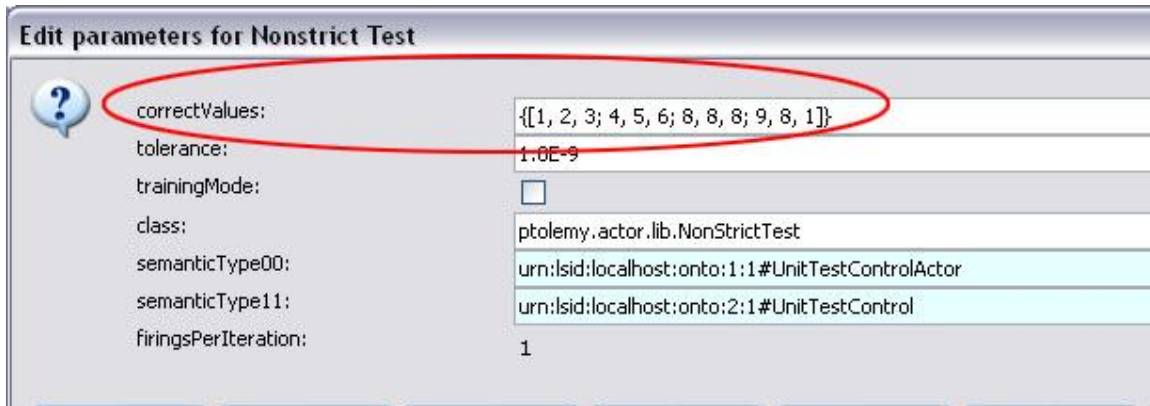 Edit parameters for Nonstrict Test
?
correctValues: {[1, 2, 3; 4, 5, 6; 8, 8, 8; 9, 8, 1]}
tolerance: 1.0E-9
trainingMode:
class: ptolemy.actor.lib.NonStrictTest
semanticType00: urn:lsid:localhost:onto:1:1#UnitTestControlActor
semanticType11: urn:lsid:localhost:onto:2:1#UnitTestControl
firingsPerIteration: 1